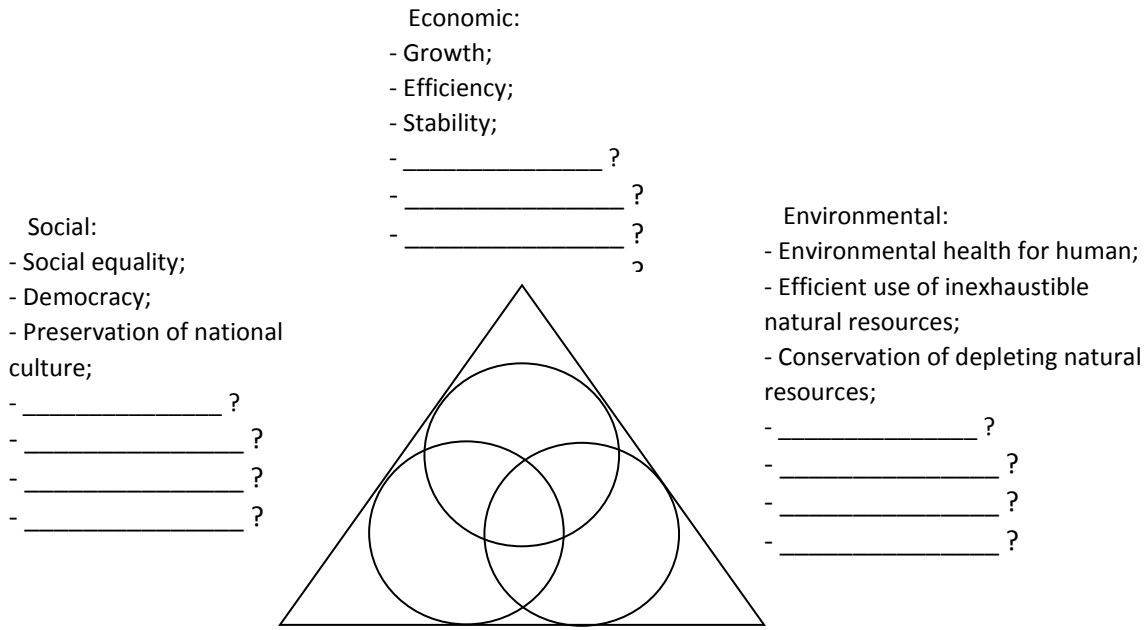 Economic:
- Growth;
- Efficiency;
- Stability;
- _______________ ?
- ________________ ?
- ________________ ?
?
Social:
- Social equality;
- Democracy;
- Preservation of national
culture;
- _______________ ?
- ________________ ?
- ________________ ?
- ________________ ?
Environmental:
- Environmental health for human;
- Efficient use of inexhaustible
natural resources;
- Conservation of depleting natural
resources;
- _______________ ?
- ________________ ?
- ________________ ?
- ________________ ?